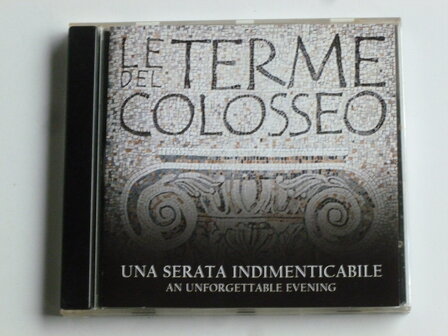 LE TERME
DEL
COLOSSEO
UNA SERATA INDIMENTICABILE
AN UNFORGETTABLE EVENING